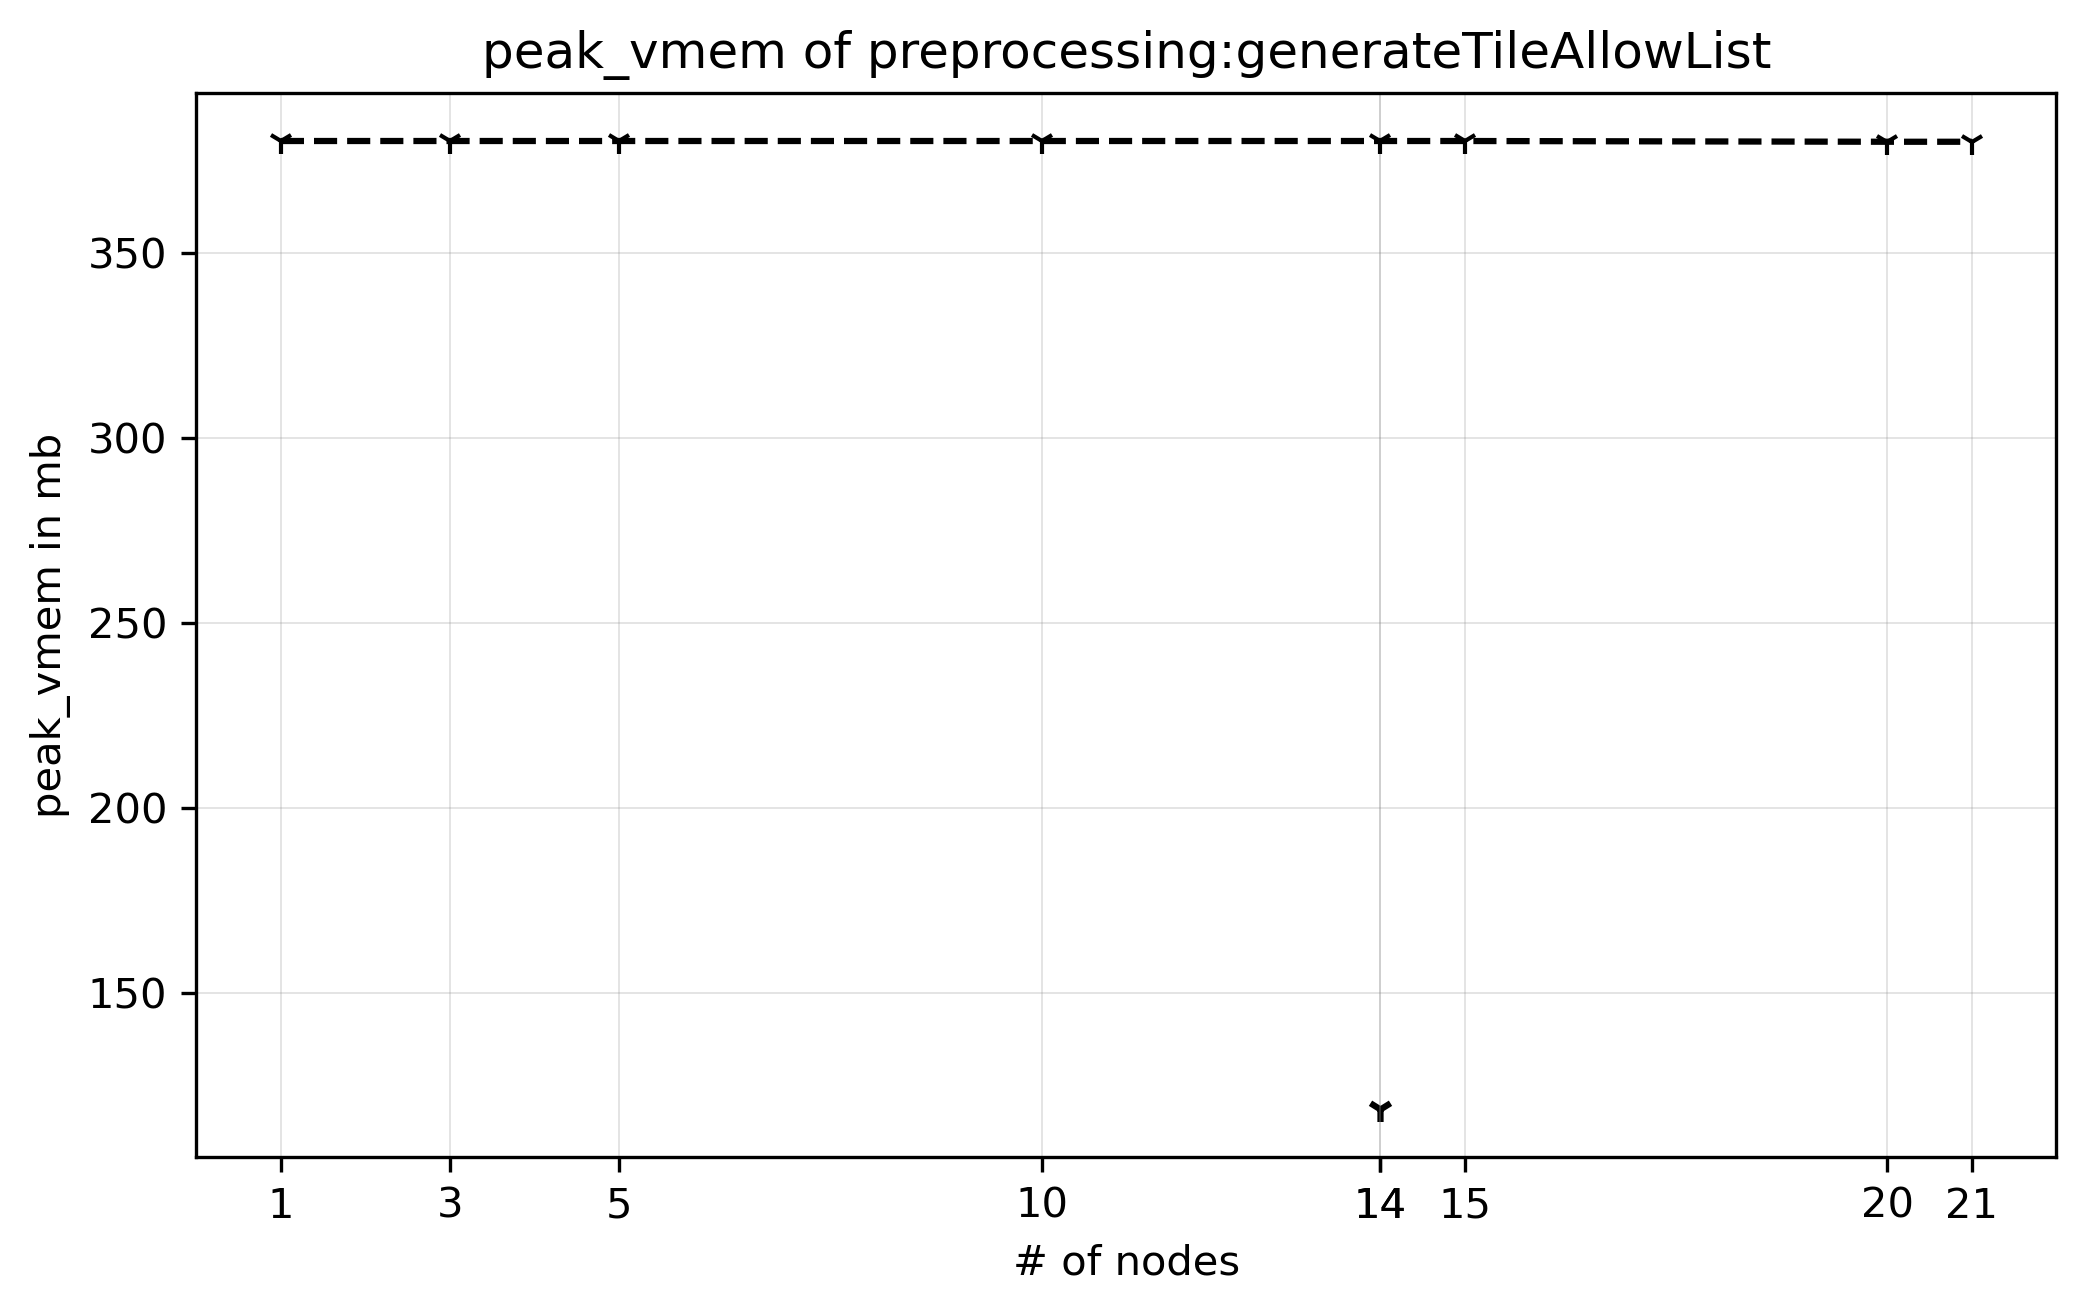 peak_vmem of preprocessing:generateTileAllowList
peak_vmem in mb
350
300
250
200
150
1 3 5 10 14 15 20 21
# of nodes